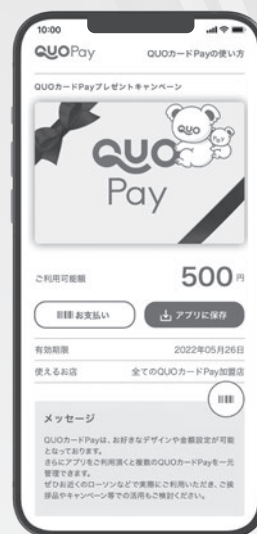 10:00
QUO Pay
QUOカードPayの使い方
QUOカードPayプレゼントキャンペーン
QUO
PAY
QUO
Pay
ご利用可能額
500円
お支払い
アプリに保存
有効期限
2022年05月26日
使えるお店
全てのQUOカードPay加盟店
メッセージ
QUOカードPayは、お好きなデザインや金額設定が可能
となっております。
さらにアプリをご利用頂くと複数のQUOカードPayを一元
管理できます。
ぜひお近くのローソンなどで実際にご利用いただき、ご挨
拶品やキャンペーン等での活用もご検討ください。